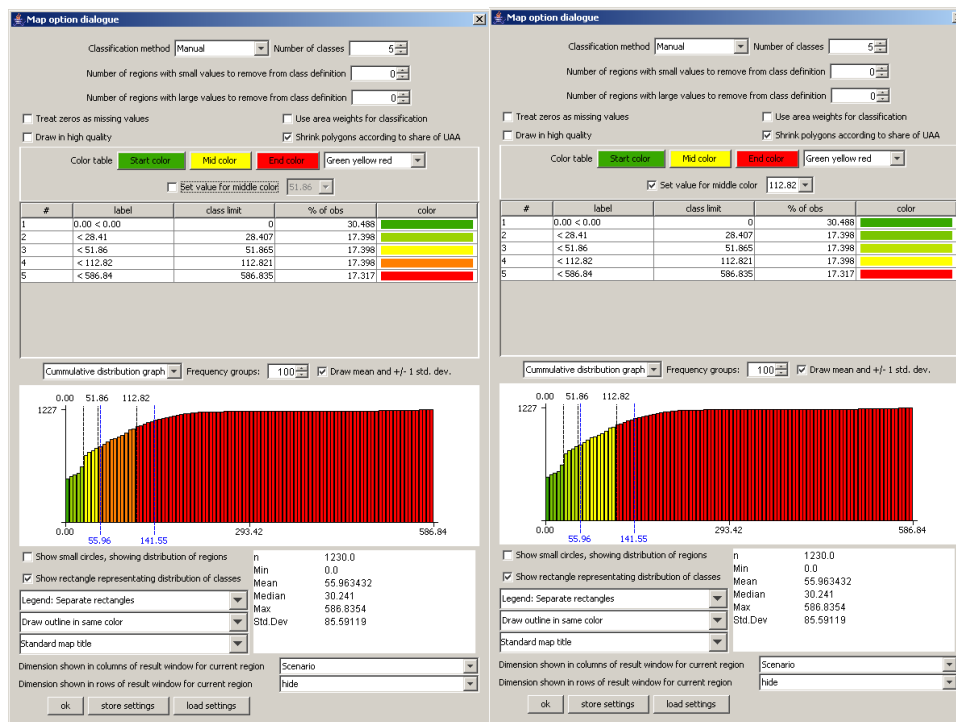 Map option dialogue
Classification method Manual Number of classes 5
Number of regions with small values to remove from class definition 0
Number of regions with large values to remove from class definition 0
Treat zeros as missing values Use area weights for classification
Draw in high quality Shrink polygons according to share of UAA
Color table Start color Mid color End color Green yellow red
Set value for middle color 51.86
# label class limit % of obs color
1 0.00 < 0.00 0 30.488
2 < 28.41 28.407 17.398
3 < 51.86 51.865 17.398
4 < 112.82 112.821 17.398
5 < 586.84 586.835 17.317
Cummulative distribution graph Frequency groups: 100 Draw mean and +/- 1 std. dev.
0.00 51.86 112.82
1227
0.00 293.42 586.84
55.96 141.55
Show small circles, showing distribution of regions
Show rectangle representating distribution of classes
Legend: Separate rectangles
Draw outline in same color
Standard map title
n 1230.0
Min 0.0
Mean 55.963432
Median 30.241
Max 586.8354
Std.Dev 85.59119
Dimension shown in columns of result window for current region Scenario
Dimension shown in rows of result window for current region hide
ok store settings load settings
Map option dialogue
Classification method Manual Number of classes 5
Number of regions with small values to remove from class definition 0
Number of regions with large values to remove from class definition 0
Treat zeros as missing values Use area weights for classification
Draw in high quality Shrink polygons according to share of UAA
Color table Start color Mid color End color Green yellow red
Set value for middle color 112.82
# label class limit % of obs color
1 0.00 < 0.00 0 30.488
2 < 28.41 28.407 17.398
3 < 51.86 51.865 17.398
4 < 112.82 112.821 17.398
5 < 586.84 586.835 17.317
Cummulative distribution graph Frequency groups: 100 Draw mean and +/- 1 std. dev.
0.00 51.86 112.82
1227
0.00 293.42 586.84
55.96 141.55
Show small circles, showing distribution of regions
Show rectangle representating distribution of classes
Legend: Separate rectangles
Draw outline in same color
Standard map title
n 1230.0
Min 0.0
Mean 55.963432
Median 30.241
Max 586.8354
Std.Dev 85.59119
Dimension shown in columns of result window for current region Scenario
Dimension shown in rows of result window for current region hide
ok store settings load settings